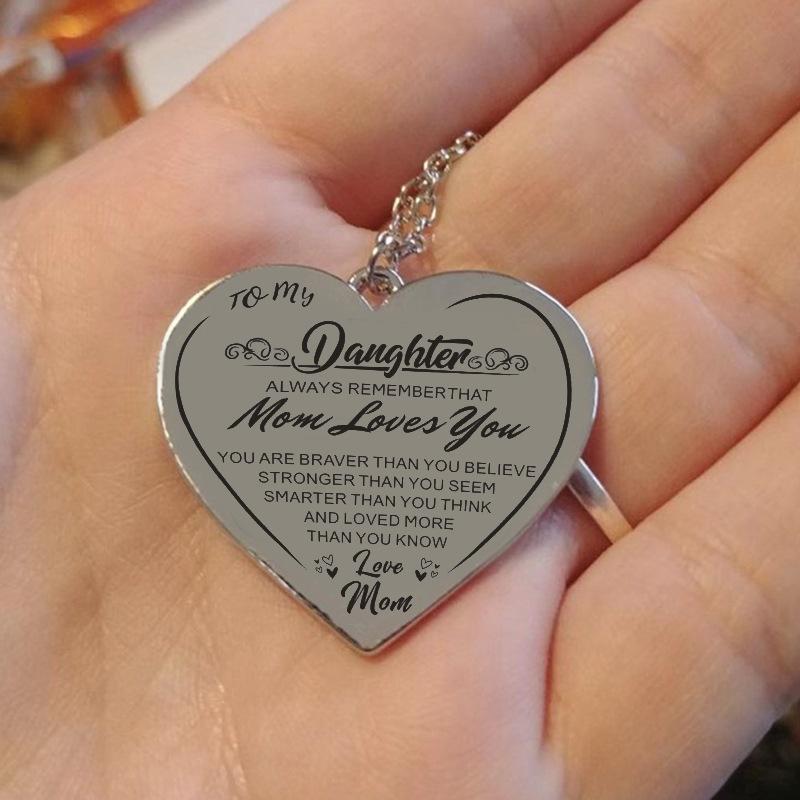 TO My
Daughter
ALWAYS REMEMBERTHAT
Mom Loves You
YOU ARE BRAVER THAN YOU BELIEVE
STRONGER THAN YOU SEEM
SMARTER THAN YOU THINK
AND LOVED MORE
THAN YOU KNOW
Love
Mom